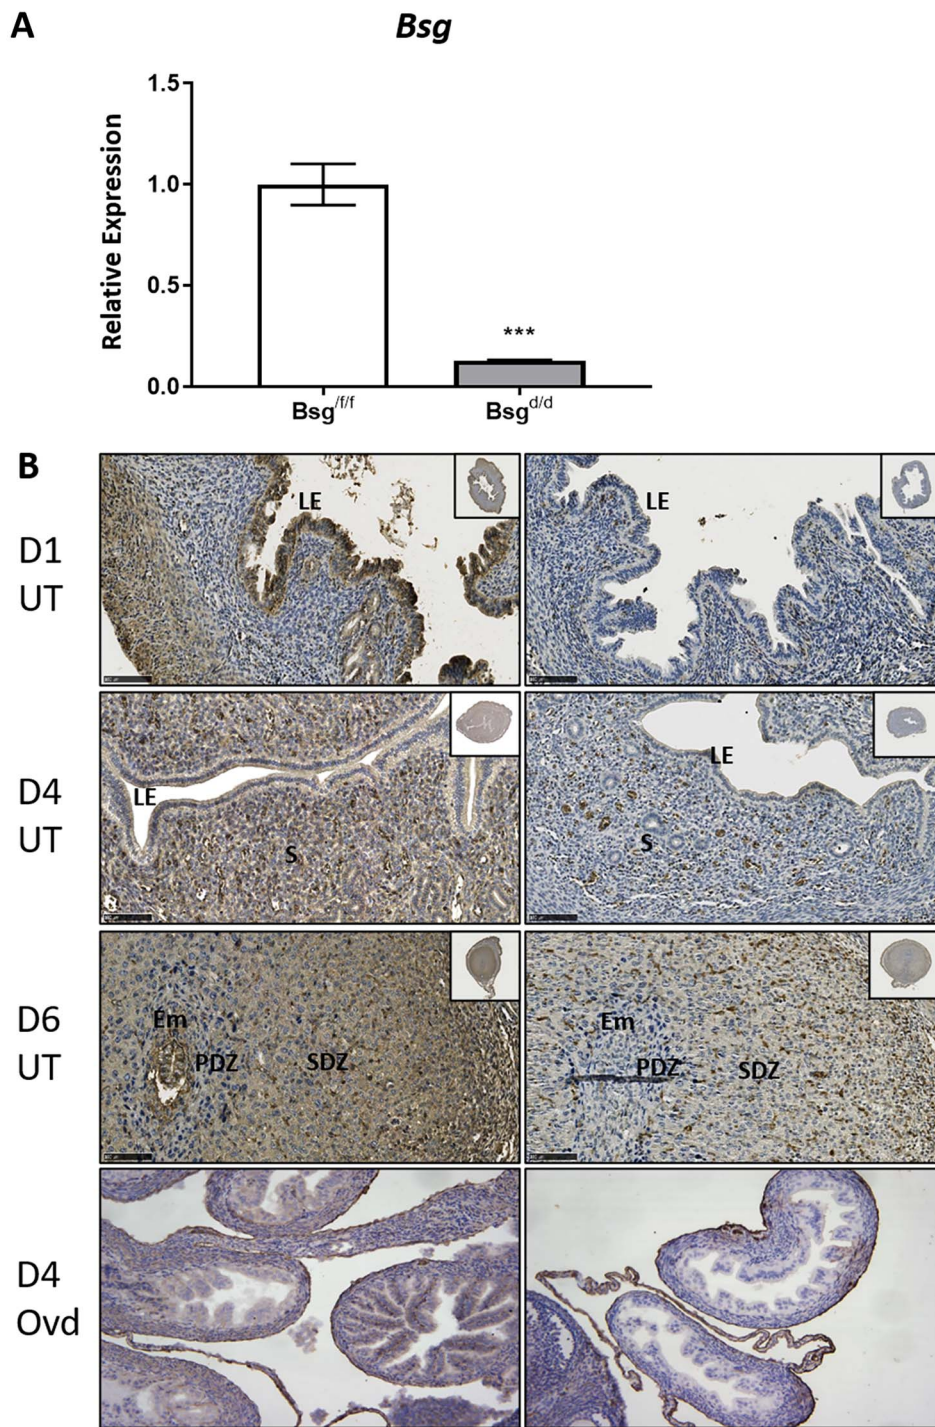 A
Bsg
1.5
1.0
0.5
0.0
Relative Expression
***
Bsg/f/f
Bsgd/d
B
D1
UT
LE
LE
D4
UT
LE
S
LE
S
D6
UT
Em
PDZ
SDZ
Em
PDZ
SDZ
D4
Ovd